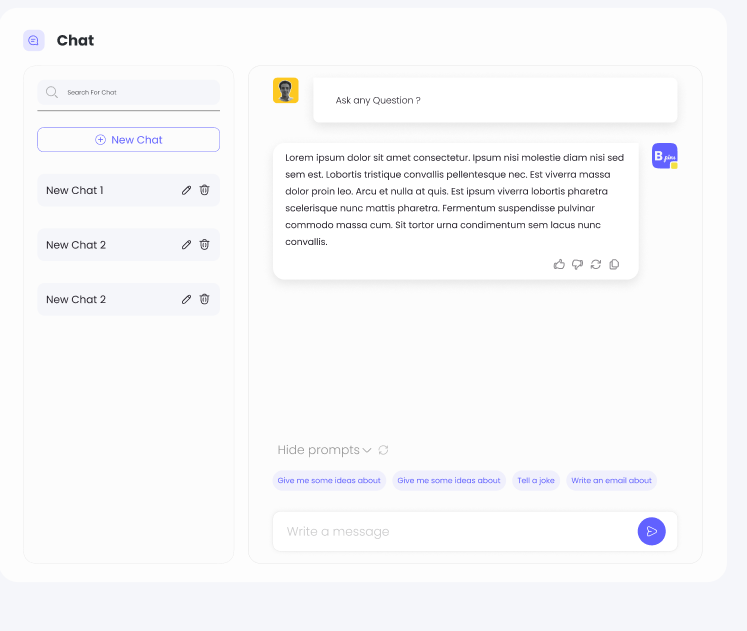 Chat
Search For Chat
New Chat
New Chat 1
New Chat 2
New Chat 2
Ask any Question ?
Lorem ipsum dolor sit amet consectetur. Ipsum nisi molestie diam nisi sed
sem est. Lobortis tristique convallis pellentesque nec. Est viverra massa
dolor proin leo. Arcu et nulla at quis. Est ipsum viverra lobortis pharetra
scelerisque nunc mattis pharetra. Fermentum suspendisse pulvinar
commodo massa cum. Sit tortor urna condimentum sem lacus nunc
convallis.
B
Hide prompts
Give me some ideas about
Give me some ideas about
Tell a joke
Write an email about
Write a message